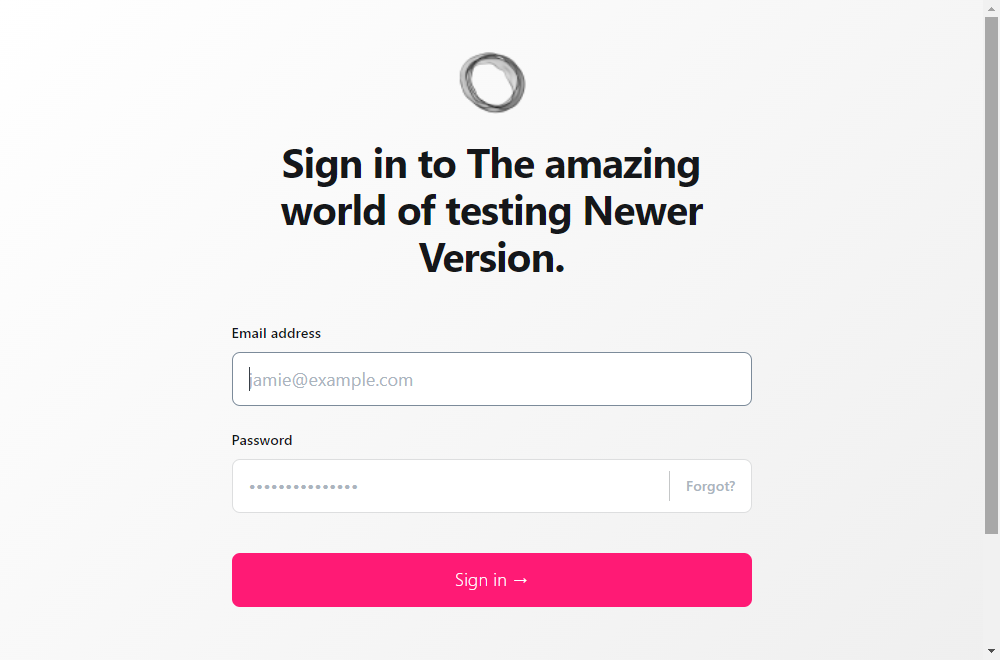 Sign in to The amazing
world of testing Newer
Version.
Email address
jamie@example.com
Password
•••••••••••••••
Forgot?
Sign in →